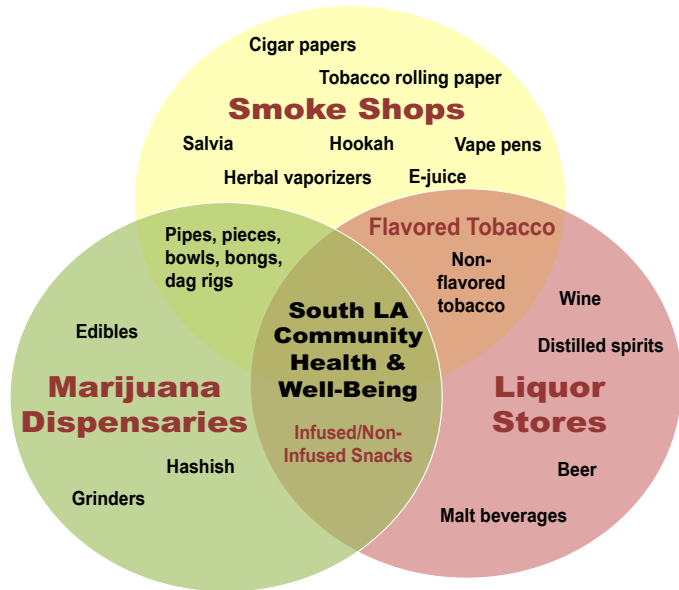 Cigar papers
Tobacco rolling paper
Smoke Shops
Salvia
Hookah
Vape pens
Herbal vaporizers
E-juice
Pipes, pieces,
bowls, bongs,
dag rigs
Flavored Tobacco
Non-
flavored
tobacco
South LA
Community
Health &
Well-Being
Infused/Non-
Infused Snacks
Edibles
Marijuana
Dispensaries
Hashish
Grinders
Wine
Distilled spirits
Liquor
Stores
Beer
Malt beverages